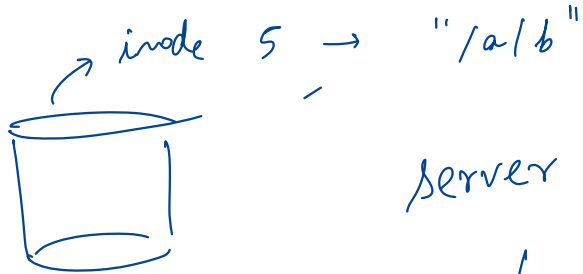 inode 5 → "/a/b"
server